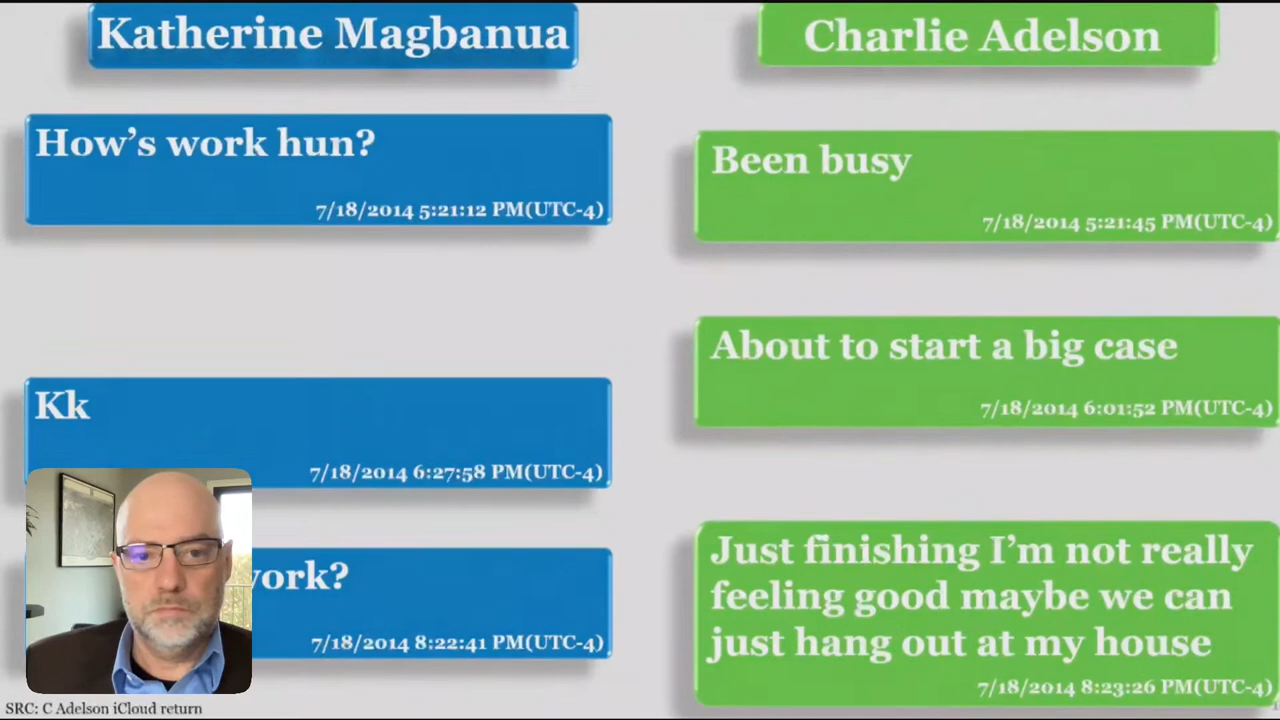 Katherine Magbanua
Charlie Adelson
How's work hun?
7/18/2014 5:21:12 PM(UTC-4)
Been busy
7/18/2014 5:21:45 PM(UTC-4)
About to start a big case
7/18/2014 6:01:52 PM(UTC-4)
Kk
7/18/2014 6:27:58 PM(UTC-4)
work?
7/18/2014 8:22:41 PM(UTC-4)
Just finishing I'm not really
feeling good maybe we can
just hang out at my house
7/18/2014 8:23:26 PM(UTC-4)
SRC: C Adelson iCloud return